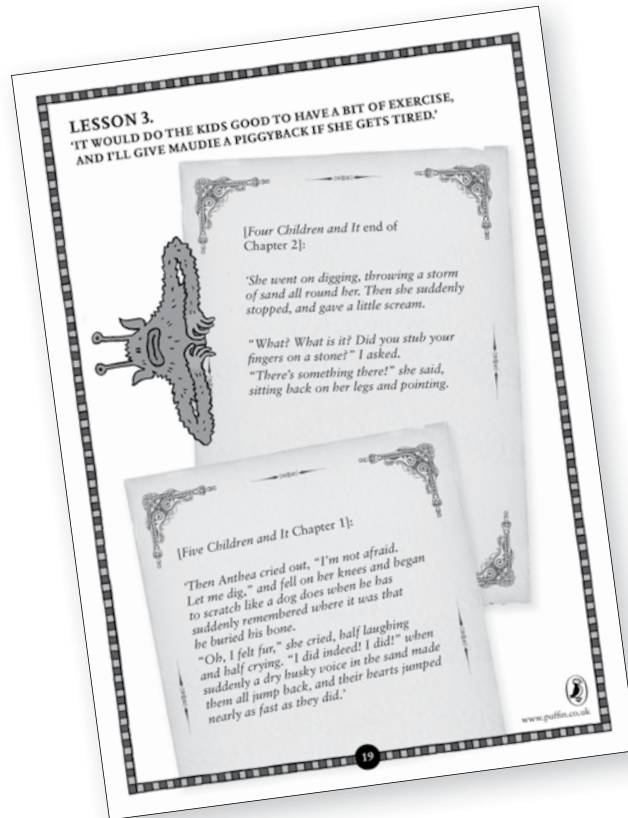 LESSON 3.
‘IT WOULD DO THE KIDS GOOD TO HAVE A BIT OF EXERCISE,
AND I’LL GIVE MAUDIE A PIGGYBACK IF SHE GETS TIRED.’
[Four Children and It end of
Chapter 2]:
‘She went on digging, throwing a storm
of sand all round her. Then she suddenly
stopped, and gave a little scream.
“What? What is it? Did you stub your
fingers on a stone?” I asked.
“There’s something there!” she said,
sitting back on her legs and pointing.
[Five Children and It Chapter 1]:
‘Then Anthea cried out, “I’m not afraid.
Let me dig,” and fell on her knees and began
to scratch like a dog does when he has
suddenly remembered where it was that
he buried his bone.
“Oh, I felt fur,” she cried, half laughing
and half crying. “I did indeed! I did!” when
suddenly a dry husky voice in the sand made
them all jump back, and their hearts jumped
nearly as fast as they did.’
www.puffin.co.uk
19